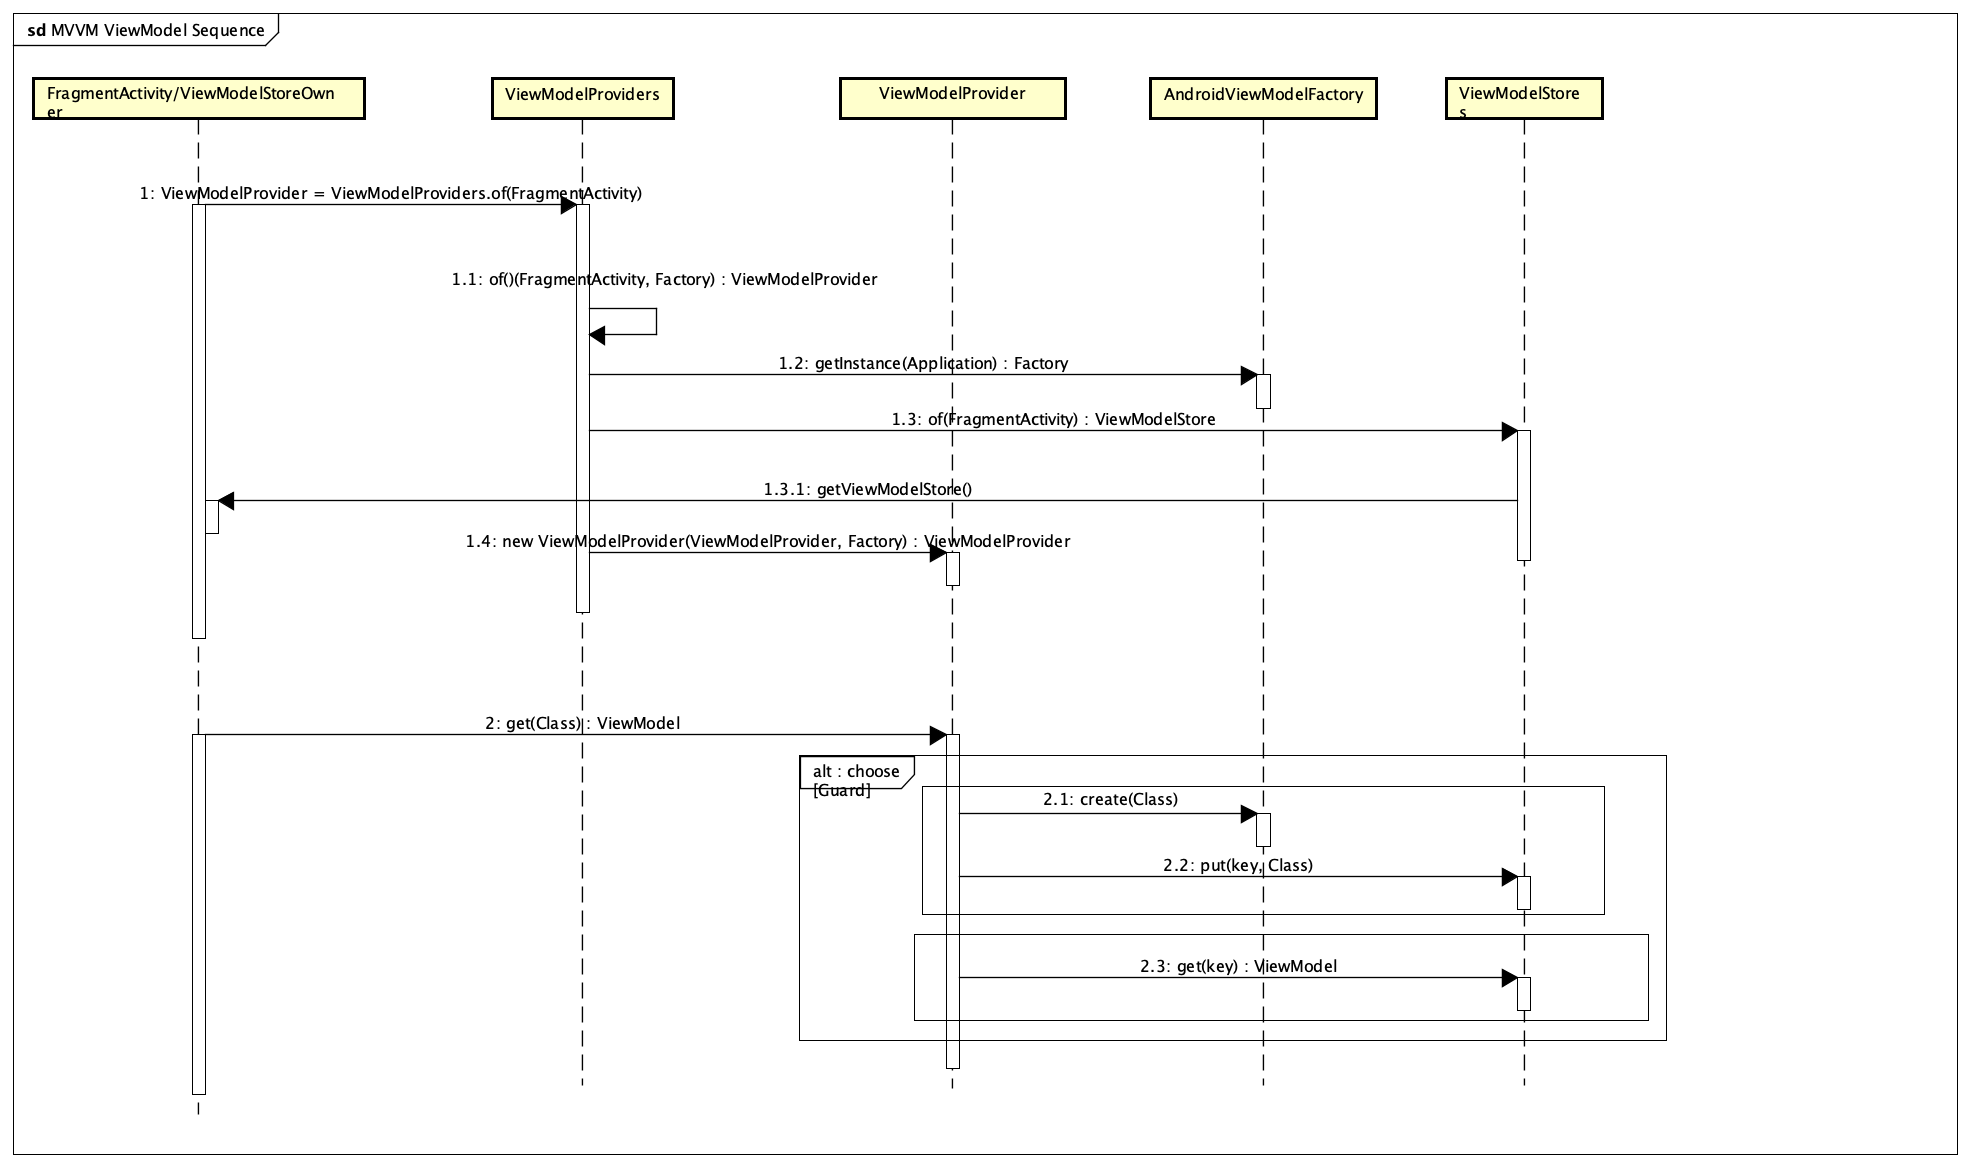 sd MVVM ViewModel Sequence
FragmentActivity/ViewModelStoreOwn
er
ViewModelProviders
ViewModelProvider
AndroidViewModelFactory
ViewModelStore
s
1: ViewModelProvider = ViewModelProviders.of(FragmentActivity)
1.1: of()(FragmentActivity, Factory) : ViewModelProvider
1.2: getInstance(Application) : Factory
1.3: of(FragmentActivity) : ViewModelStore
1.3.1: getViewModelStore()
1.4: new ViewModelProvider(ViewModelProvider, Factory) : ViewModelProvider
2: get(Class) : ViewModel
alt : choose
[Guard]
2.1: create(Class)
2.2: put(key, Class)
2.3: get(key) : ViewModel